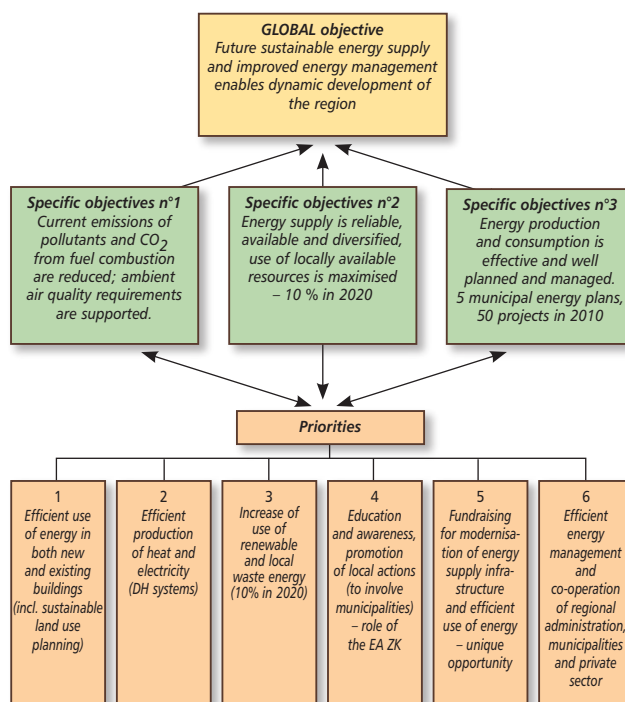 GLOBAL objective
Future sustainable energy supply
and improved energy management
enables dynamic development of
the region
Specific objectives n°1
Current emissions of
pollutants and CO2
from fuel combustion
are reduced; ambient
air quality requirements
are supported.
Specific objectives n°2
Energy supply is reliable,
available and diversified,
use of locally available
resources is maximised
– 10 % in 2020
Specific objectives n°3
Energy production
and consumption is
effective and well
planned and managed.
5 municipal energy plans,
50 projects in 2010
Priorities
1
Efficient use
of energy in
both new
and existing
buildings
(incl. sustainable
land use
planning)
2
Efficient
production
of heat and
electricity
(DH systems)
3
Increase of
use of
renewable
and local
waste energy
(10% in 2020)
4
Education
and awareness,
promotion
of local actions
(to involve
municipalities)
– role of
the EA ZK
5
Fundraising
for modernisa-
tion of energy
supply infra-
structure
and efficient
use of energy
– unique
opportunity
6
Efficient
energy
management
and
co-operation
of regional
administration,
municipalities
and private
sector